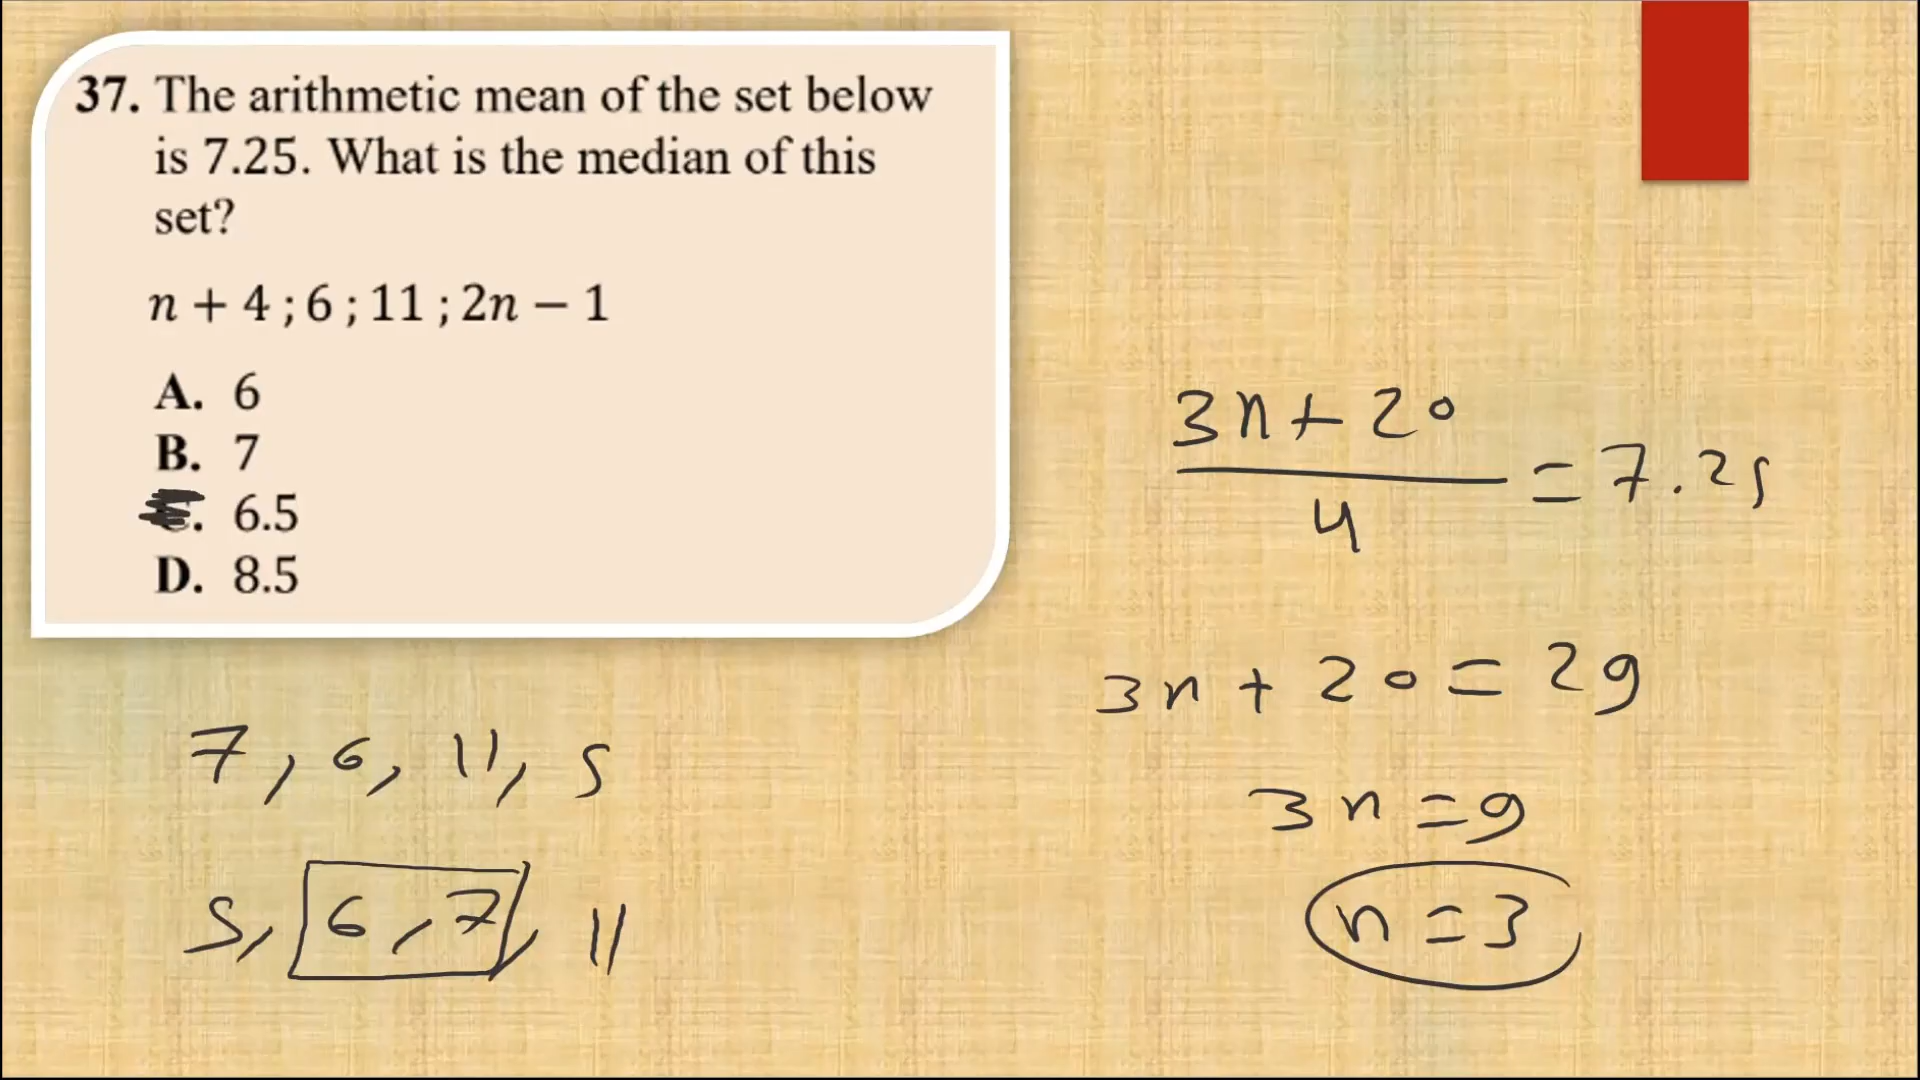 37. The arithmetic mean of the set below
is 7.25. What is the median of this
set?
n + 4 ; 6 ; 11 ; 2n − 1
A. 6
B. 7
C. 6.5
D. 8.5
3n + 20
4
= 7.25
3n + 20 = 29
3n = 9
n = 3
7, 6, 11, 5
5, 6, 7, 11